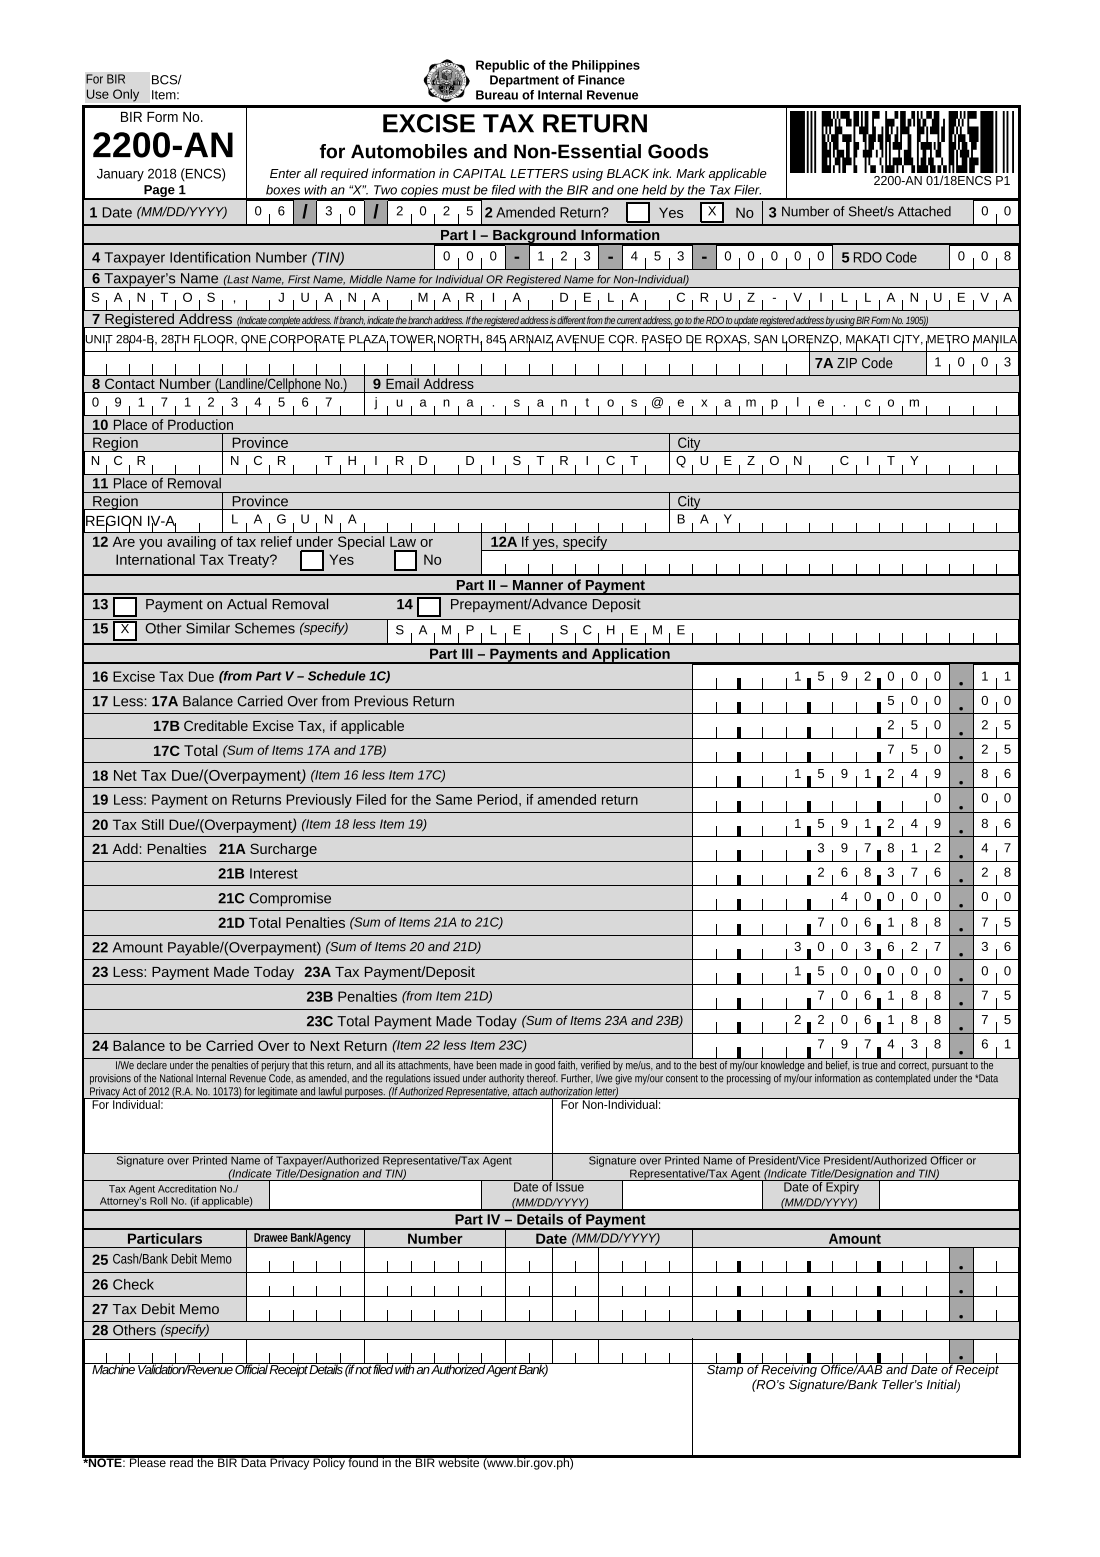 For BIR Use Only
BCS/ Item:
Republic of the Philippines
Department of Finance
Bureau of Internal Revenue
BIR Form No.
2200-AN
January 2018 (ENCS)
Page 1
EXCISE TAX RETURN
for Automobiles and Non-Essential Goods
Enter all required information in CAPITAL LETTERS using BLACK ink. Mark applicable
boxes with an “X”. Two copies must be filed with the BIR and one held by the Tax Filer.
2200-AN 01/18ENCS P1
1 Date (MM/DD/YYYY) 06 / 30 / 2025 2 Amended Return? Yes X No 3 Number of Sheet/s Attached 00
Part I – Background Information
4 Taxpayer Identification Number (TIN) 000 - 123 - 453 - 00000 5 RDO Code 008
6 Taxpayer’s Name (Last Name, First Name, Middle Name for Individual OR Registered Name for Non-Individual)
SANTOS, JUANA MARIA DELA CRUZ-VILLANUEVA
7 Registered Address (Indicate complete address. If branch, indicate the branch address. If the registered address is different from the current address, go to the RDO to update registered address by using BIR Form No. 1905))
UNIT 2804-B, 28TH FLOOR, ONE CORPORATE PLAZA TOWER NORTH, 845 ARNAIZ AVENUE COR. PASEO DE ROXAS, SAN LORENZO, MAKATI CITY, METRO MANILA
7A ZIP Code 1003
8 Contact Number (Landline/Cellphone No.) 9 Email Address
09171234567 juana.santos@example.com
10 Place of Production
Region Province City
NCR NCR THIRD DISTRICT QUEZON CITY
11 Place of Removal
Region Province City
REGION IV-A LAGUNA BAY
12 Are you availing of tax relief under Special Law or 12A If yes, specify
International Tax Treaty? Yes No
Part II – Manner of Payment
13 Payment on Actual Removal 14 Prepayment/Advance Deposit
15 X Other Similar Schemes (specify) SAMPLE SCHEME
Part III – Payments and Application
16 Excise Tax Due (from Part V – Schedule 1C) 1592000.11
17 Less: 17A Balance Carried Over from Previous Return 500.00
17B Creditable Excise Tax, if applicable 250.25
17C Total (Sum of Items 17A and 17B) 750.25
18 Net Tax Due/(Overpayment) (Item 16 less Item 17C) 1591249.86
19 Less: Payment on Returns Previously Filed for the Same Period, if amended return 0.00
20 Tax Still Due/(Overpayment) (Item 18 less Item 19) 1591249.86
21 Add: Penalties 21A Surcharge 397812.47
21B Interest 268376.28
21C Compromise 40000.00
21D Total Penalties (Sum of Items 21A to 21C) 706188.75
22 Amount Payable/(Overpayment) (Sum of Items 20 and 21D) 3003627.36
23 Less: Payment Made Today 23A Tax Payment/Deposit 1500000.00
23B Penalties (from Item 21D) 706188.75
23C Total Payment Made Today (Sum of Items 23A and 23B) 2206188.75
24 Balance to be Carried Over to Next Return (Item 22 less Item 23C) 797438.61
I/We declare under the penalties of perjury that this return, and all its attachments, have been made in good faith, verified by me/us, and to the best of my/our knowledge and belief, is true and correct, pursuant to the
provisions of the National Internal Revenue Code, as amended, and the regulations issued under authority thereof. Further, I/we give my/our consent to the processing of my/our information as contemplated under the *Data
Privacy Act of 2012 (R.A. No. 10173) for legitimate and lawful purposes. (If Authorized Representative, attach authorization letter)
For Individual: For Non-Individual:
Signature over Printed Name of Taxpayer/Authorized Representative/Tax Agent
(Indicate Title/Designation and TIN)
Signature over Printed Name of President/Vice President/Authorized Officer or
Representative/Tax Agent (Indicate Title/Designation and TIN)
Tax Agent Accreditation No./
Attorney’s Roll No. (if applicable)
Date of Issue
(MM/DD/YYYY)
Date of Expiry
(MM/DD/YYYY)
Part IV – Details of Payment
Particulars Drawee Bank/Agency Number Date (MM/DD/YYYY) Amount
25 Cash/Bank Debit Memo .
26 Check .
27 Tax Debit Memo .
28 Others (specify)
.
Machine Validation/Revenue Official Receipt Details (if not filed with an Authorized Agent Bank)
Stamp of Receiving Office/AAB and Date of Receipt
(RO’s Signature/Bank Teller’s Initial)
*NOTE: Please read the BIR Data Privacy Policy found in the BIR website (www.bir.gov.ph)